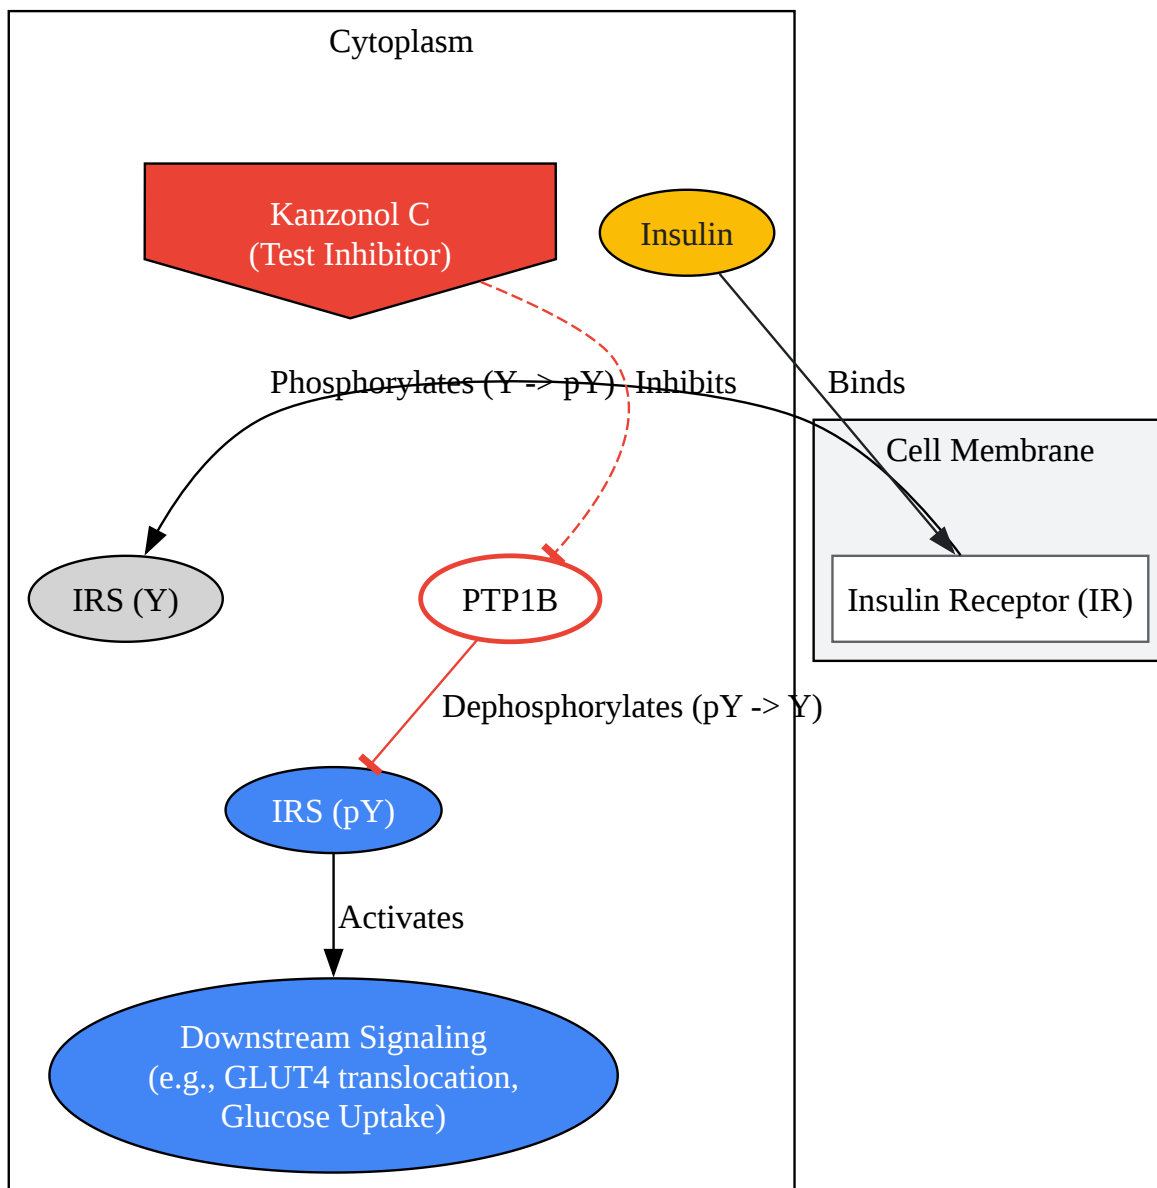 Cytoplasm
Kanzonol C
(Test Inhibitor)
Insulin
Phosphorylates (Y -> pY)
Inhibits
Binds
Cell Membrane
IRS (Y)
PTP1B
Insulin Receptor (IR)
Dephosphorylates (pY -> Y)
IRS (pY)
Activates
Downstream Signaling
(e.g., GLUT4 translocation,
Glucose Uptake)